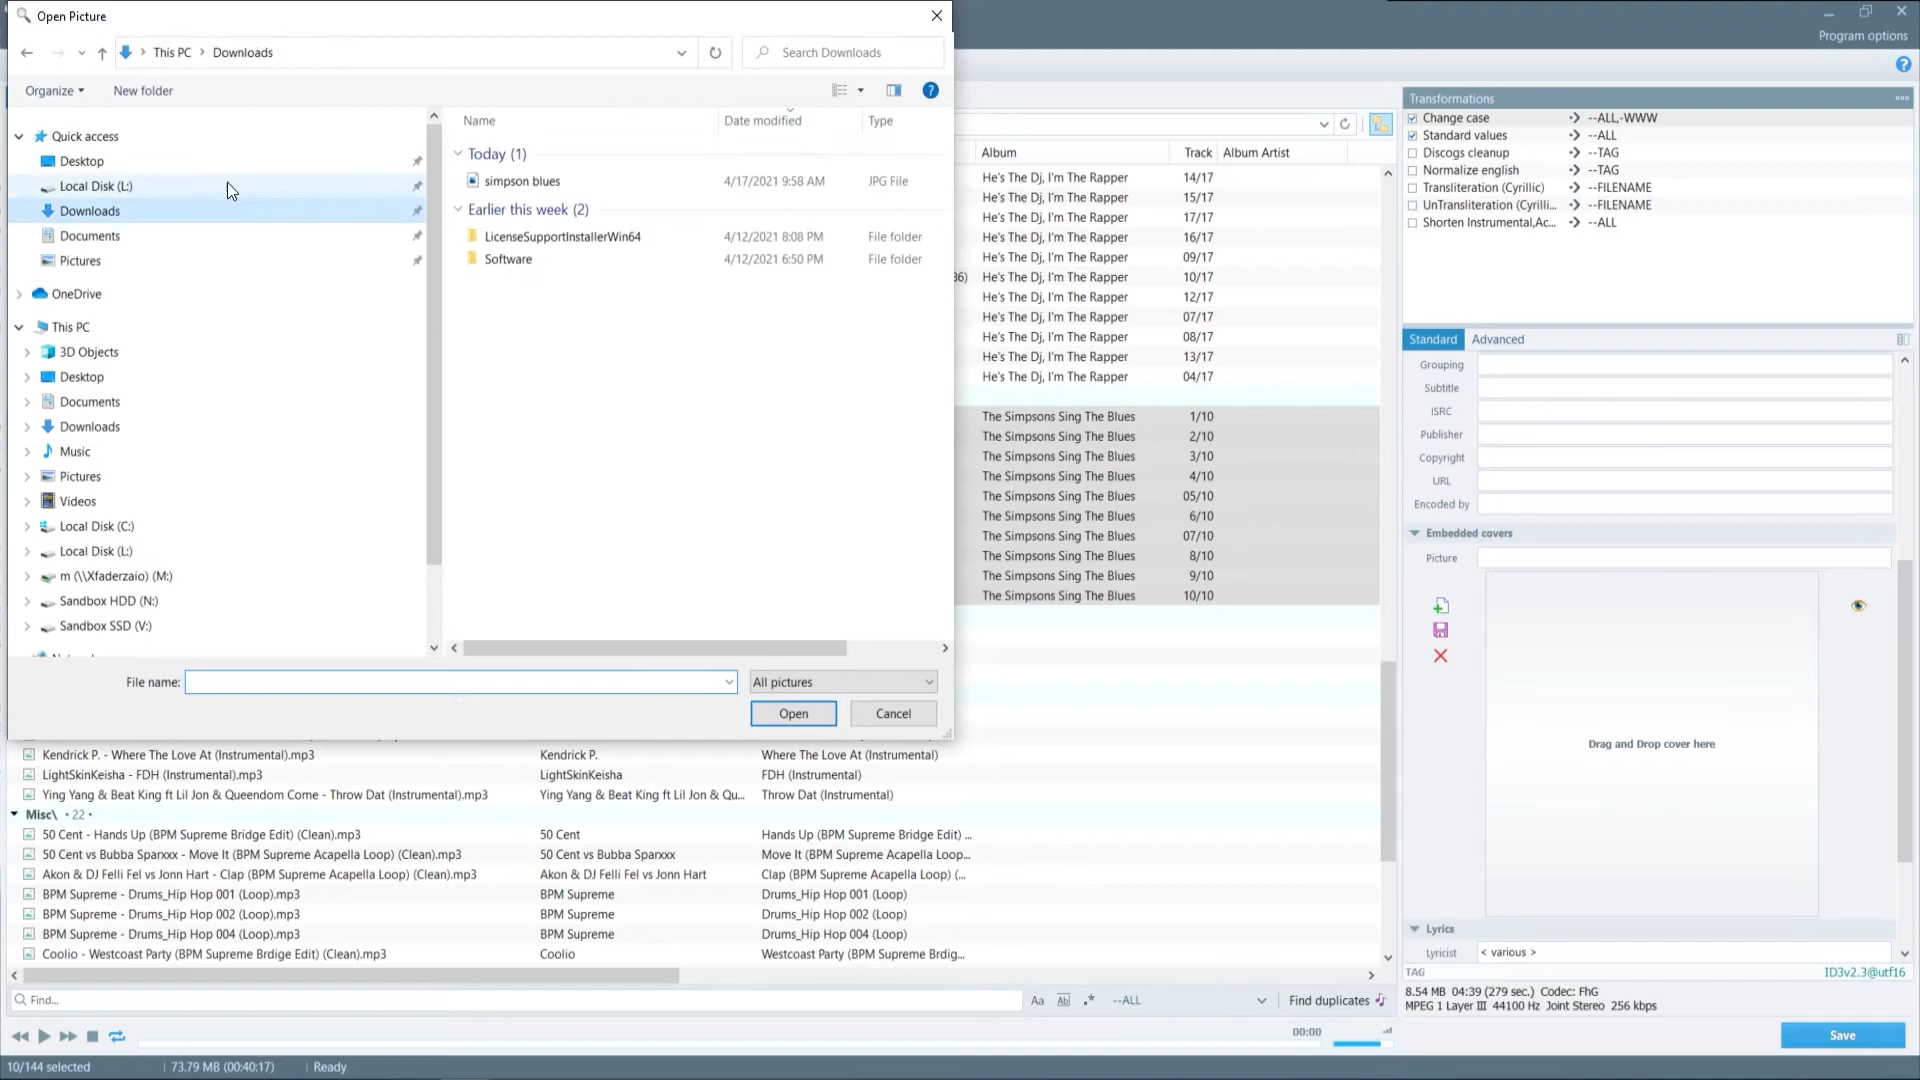 Open Picture
This PC > Downloads
Search Downloads
Organize
New folder
Quick access
Desktop
Local Disk (L:)
Downloads
Documents
Pictures
OneDrive
This PC
3D Objects
Desktop
Documents
Downloads
Music
Pictures
Videos
Local Disk (C:)
Local Disk (L:)
m (\\Xfaderzaio) (M:)
Sandbox HDD (N:)
Sandbox SSD (V:)
Name Date modified Type
Today (1)
simpson blues 4/17/2021 9:58 AM JPG File
Earlier this week (2)
LicenseSupportInstallerWin64 4/12/2021 8:08 PM File folder
Software 4/12/2021 6:50 PM File folder
File name:
All pictures
Open Cancel
Program options
Album Track Album Artist
He's The Dj, I'm The Rapper 14/17
He's The Dj, I'm The Rapper 15/17
He's The Dj, I'm The Rapper 17/17
He's The Dj, I'm The Rapper 16/17
He's The Dj, I'm The Rapper 09/17
36) He's The Dj, I'm The Rapper 10/17
He's The Dj, I'm The Rapper 12/17
He's The Dj, I'm The Rapper 07/17
He's The Dj, I'm The Rapper 08/17
He's The Dj, I'm The Rapper 13/17
He's The Dj, I'm The Rapper 04/17
The Simpsons Sing The Blues 1/10
The Simpsons Sing The Blues 2/10
The Simpsons Sing The Blues 3/10
The Simpsons Sing The Blues 4/10
The Simpsons Sing The Blues 05/10
The Simpsons Sing The Blues 6/10
The Simpsons Sing The Blues 07/10
The Simpsons Sing The Blues 8/10
The Simpsons Sing The Blues 9/10
The Simpsons Sing The Blues 10/10
Kendrick P. - Where The Love At (Instrumental).mp3 Kendrick P. Where The Love At (Instrumental)
LightSkinKeisha - FDH (Instrumental).mp3 LightSkinKeisha FDH (Instrumental)
Ying Yang & Beat King ft Lil Jon & Queendom Come - Throw Dat (Instrumental).mp3 Ying Yang & Beat King ft Lil Jon & Qu... Throw Dat (Instrumental)
Misc\ • 22 •
50 Cent - Hands Up (BPM Supreme Bridge Edit) (Clean).mp3 50 Cent Hands Up (BPM Supreme Bridge Edit) ...
50 Cent vs Bubba Sparxxx - Move It (BPM Supreme Acapella Loop) (Clean).mp3 50 Cent vs Bubba Sparxxx Move It (BPM Supreme Acapella Loop...
Akon & DJ Felli Fel vs Jonn Hart - Clap (BPM Supreme Acapella Loop) (Clean).mp3 Akon & DJ Felli Fel vs Jonn Hart Clap (BPM Supreme Acapella Loop) (...
BPM Supreme - Drums_Hip Hop 001 (Loop).mp3 BPM Supreme Drums_Hip Hop 001 (Loop)
BPM Supreme - Drums_Hip Hop 002 (Loop).mp3 BPM Supreme Drums_Hip Hop 002 (Loop)
BPM Supreme - Drums_Hip Hop 004 (Loop).mp3 BPM Supreme Drums_Hip Hop 004 (Loop)
Coolio - Westcoast Party (BPM Supreme Brdige Edit) (Clean).mp3 Coolio Westcoast Party (BPM Supreme Brdig...
Find... Aa Ab .* --ALL Find duplicates
00:00
10/144 selected 73.79 MB (00:40:17) Ready
Transformations
Change case --ALL,-WWW
Standard values --ALL
Discogs cleanup --TAG
Normalize english --TAG
Transliteration (Cyrillic) --FILENAME
UnTransliteration (Cyrilli... --FILENAME
Shorten Instrumental,Ac... --ALL
Standard Advanced
Grouping
Subtitle
ISRC
Publisher
Copyright
URL
Encoded by
Embedded covers
Picture
Drag and Drop cover here
Lyrics
Lyricist < various >
TAG ID3v2.3@utf16
8.54 MB 04:39 (279 sec.) Codec: FhG
MPEG 1 Layer III 44100 Hz Joint Stereo 256 kbps
Save